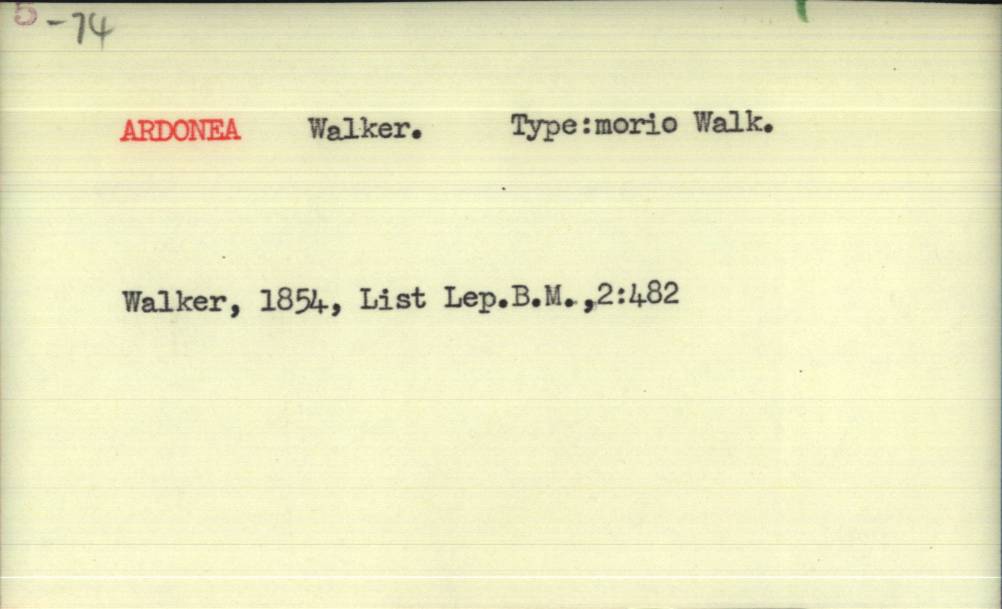 5-74
ARDONEA Walker. Type:morio Walk.
Walker, 1854, List Lep.B.M.,2:482